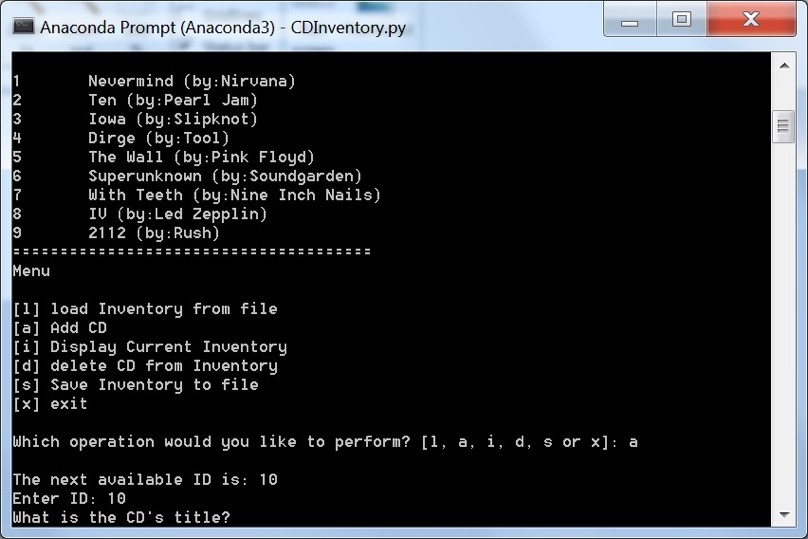 Anaconda Prompt (Anaconda3) - CDInventory.py
1 Nevermind (by:Nirvana)
2 Ten (by:Pearl Jam)
3 Iowa (by:Slipknot)
4 Dirge (by:Tool)
5 The Wall (by:Pink Floyd)
6 Superunknown (by:Soundgarden)
7 With Teeth (by:Nine Inch Nails)
8 IV (by:Led Zepplin)
9 2112 (by:Rush)
======================================
Menu
[l] load Inventory from file
[a] Add CD
[i] Display Current Inventory
[d] delete CD from Inventory
[s] Save Inventory to file
[x] exit
Which operation would you like to perform? [l, a, i, d, s or x]: a
The next available ID is: 10
Enter ID: 10
What is the CD's title?